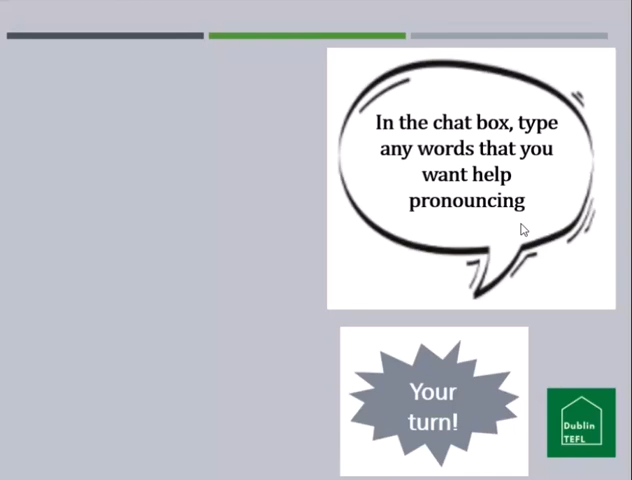 In the chat box, type
any words that you
want help
pronouncing
Your
turn!
Dublin
TEFL